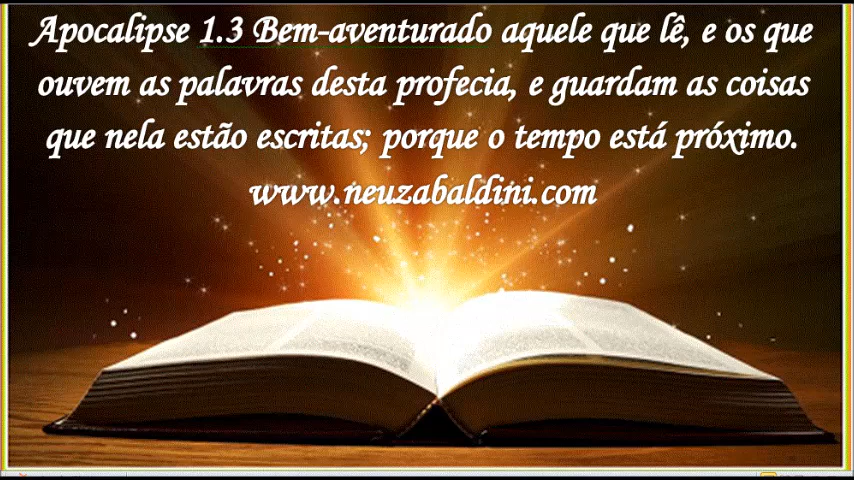 Apocalipse 1.3 Bem-aventurado aquele que lê, e os que
ouvem as palavras desta profecia, e guardam as coisas
que nela estão escritas; porque o tempo está próximo.
www.neuzabaldini.com